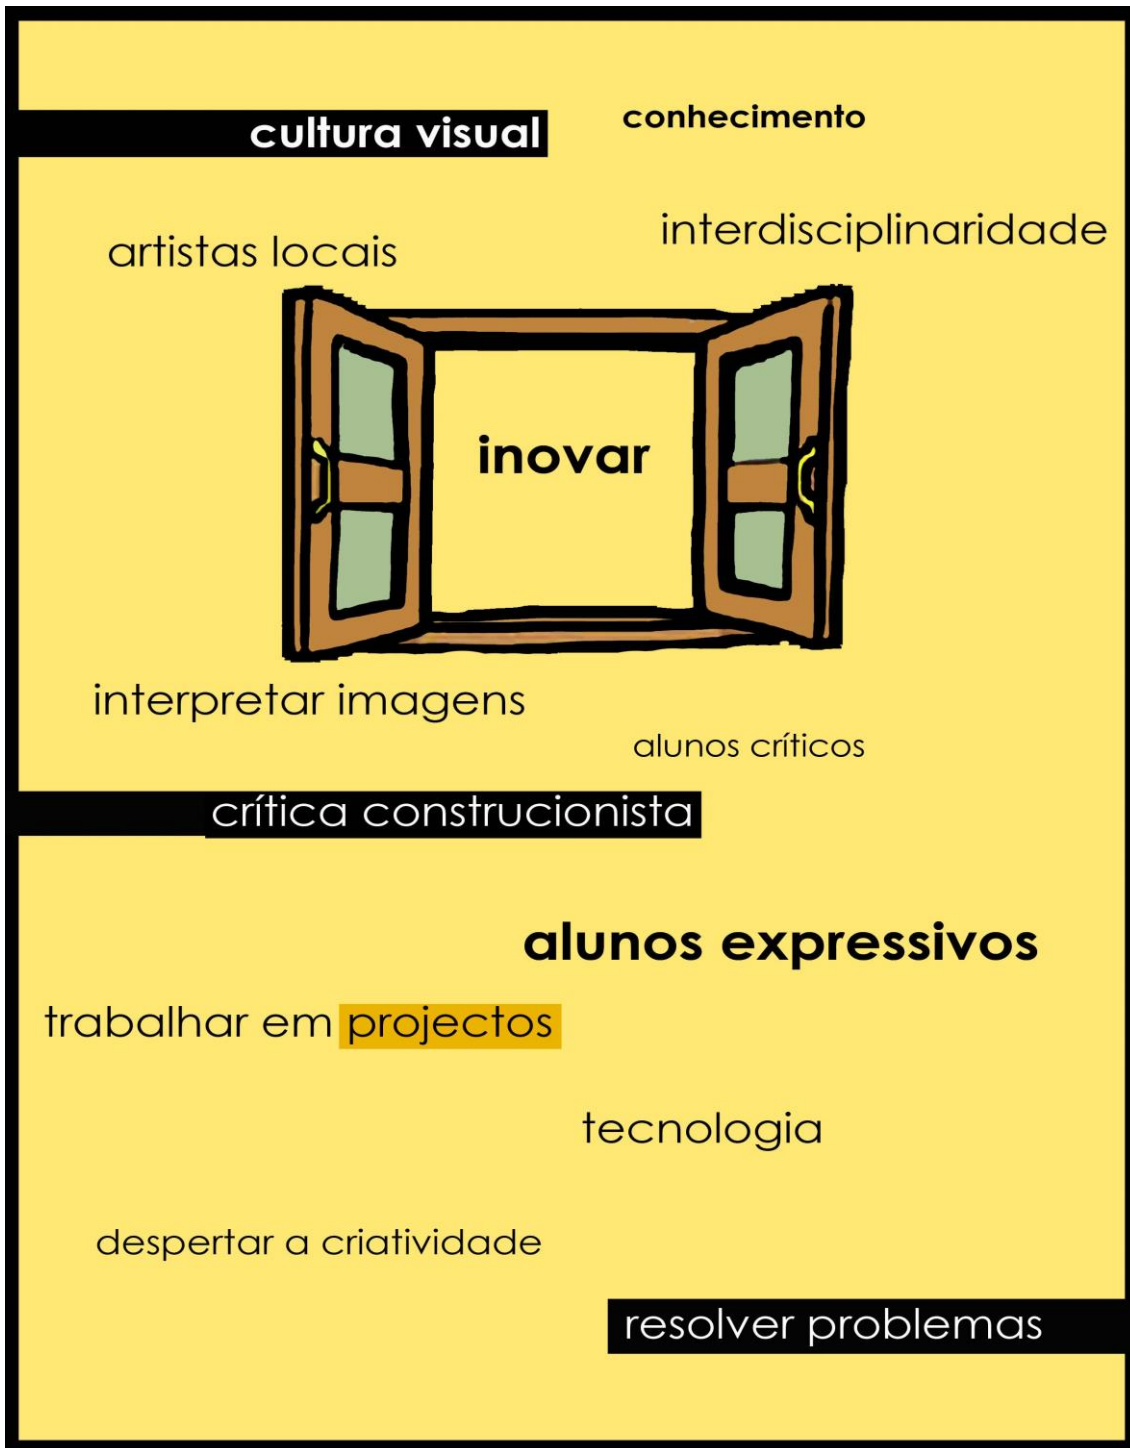 cultura visual
conhecimento
artistas locais
interdisciplinaridade
inovar
interpretar imagens
alunos críticos
crítica construcionista
alunos expressivos
trabalhar em projectos
tecnologia
despertar a criatividade
resolver problemas